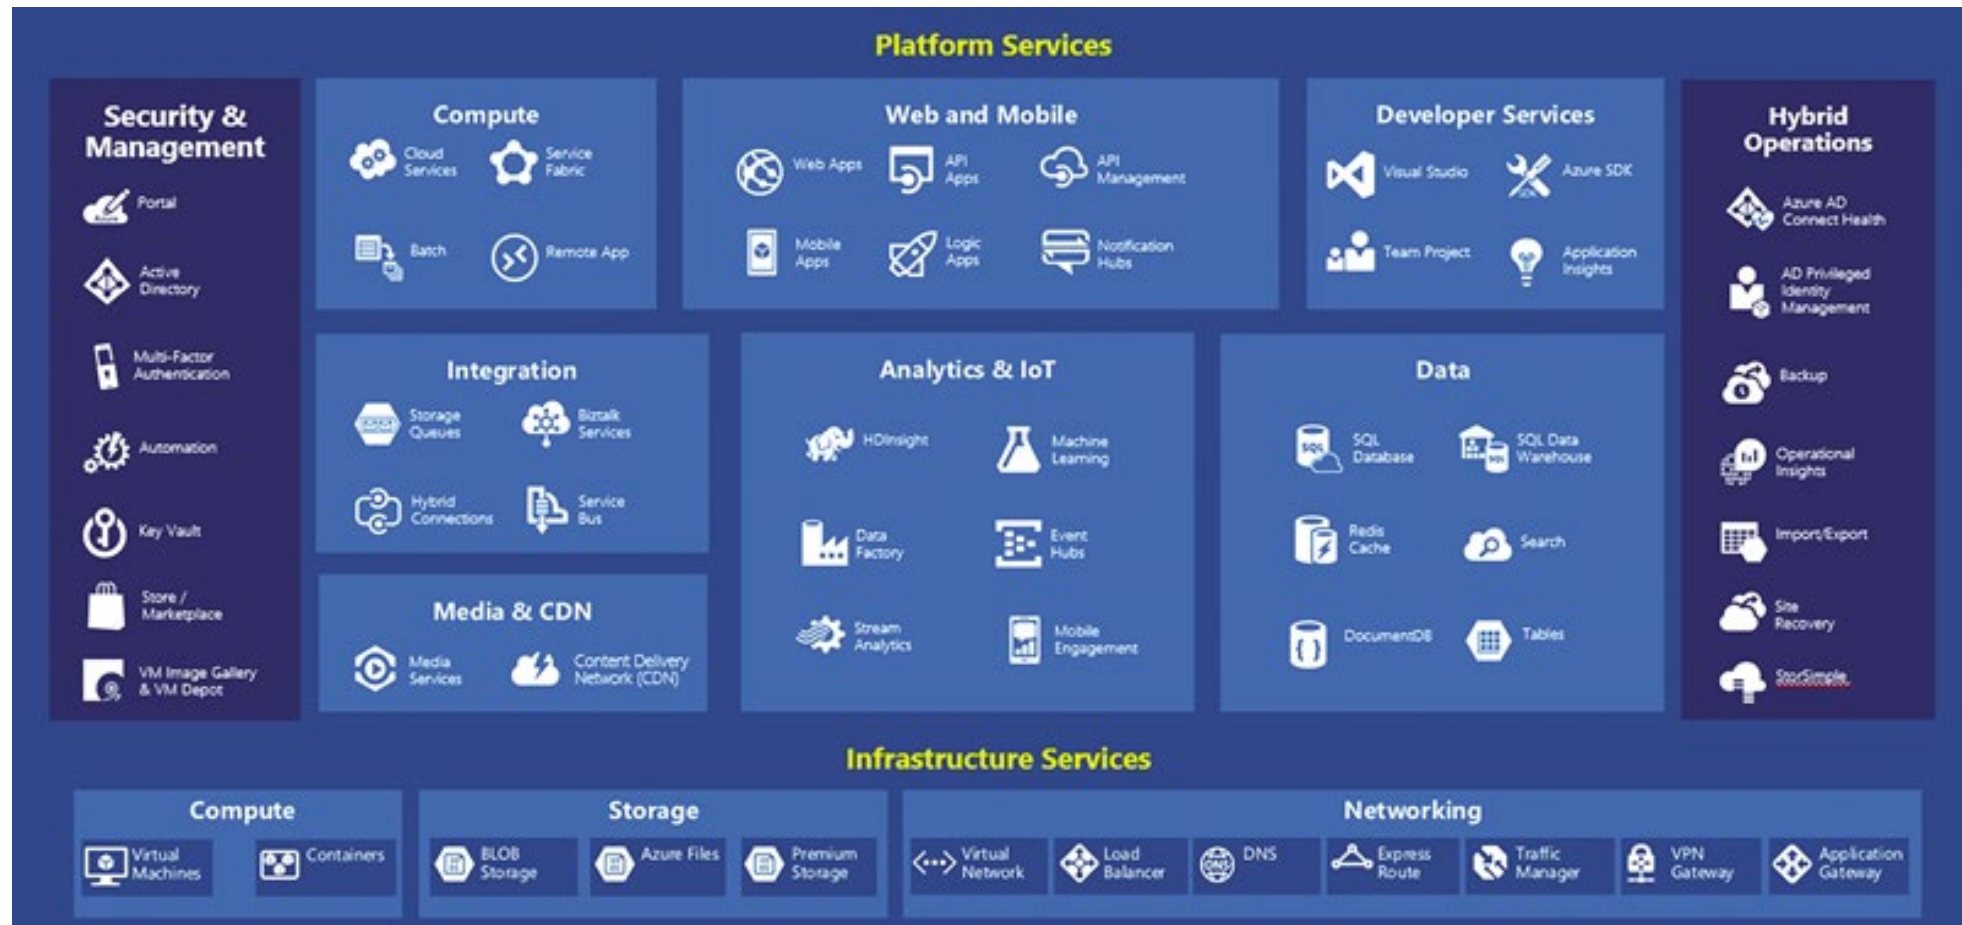 Platform Services
Security &
Management
Portal
Active
Directory
Multi-Factor
Authentication
Automation
Key Vault
Store /
Marketplace
VM Image Gallery
& VM Depot
Compute
Cloud
Services
Service
Fabric
Batch
Remote App
Web and Mobile
Web Apps
API
Apps
API
Management
Mobile
Apps
Logic
Apps
Notification
Hubs
Developer Services
Visual Studio
Azure SDK
Team Project
Application
Insights
Integration
Storage
Queues
Biztalk
Services
Hybrid
Connections
Service
Bus
Media & CDN
Media
Services
Content Delivery
Network (CDN)
Analytics & IoT
HDInsight
Machine
Learning
Data
Factory
Event
Hubs
Stream
Analytics
Mobile
Engagement
Data
SQL
SQL
Database
SQL
SQL Data
Warehouse
Redis
Cache
Search
DocumentDB
Tables
Hybrid
Operations
Azure AD
Connect Health
AD Privileged
Identity
Management
Backup
Operational
Insights
Import/Export
Site
Recovery
StorSimple
Infrastructure Services
Compute
Virtual
Machines
Containers
Storage
BLOB
Storage
Azure Files
Premium
Storage
Networking
Virtual
Network
Load
Balancer
DNS
DNS
Express
Route
Traffic
Manager
VPN
Gateway
Application
Gateway